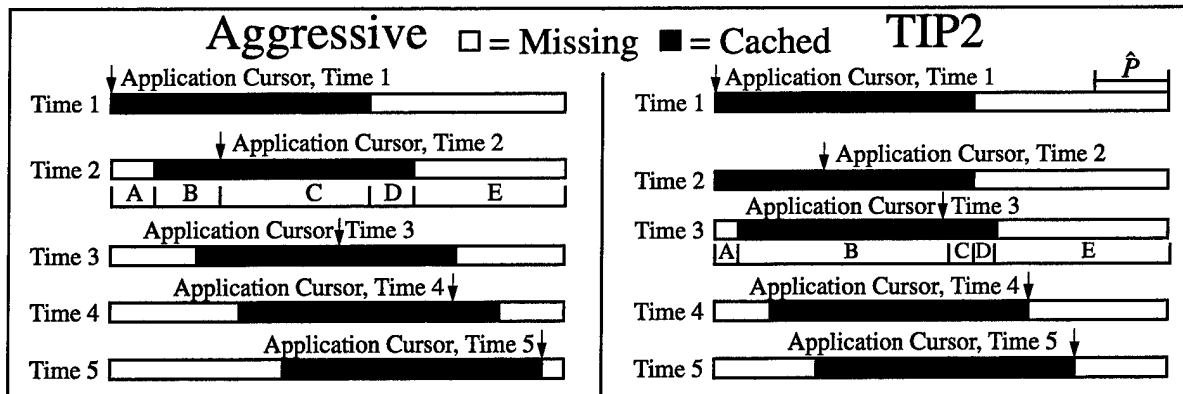 Aggressive □ = Missing ■ = Cached TIP2
Application Cursor, Time 1
Time 1
Application Cursor, Time 2
Time 2
A B C D E
Application Cursor Time 3
Time 3
Application Cursor, Time 4
Time 4
Application Cursor, Time 5
Time 5
P̂
Application Cursor, Time 1
Time 1
Application Cursor, Time 2
Time 2
Application Cursor Time 3
Time 3
A B C D E
Application Cursor, Time 4
Time 4
Application Cursor, Time 5
Time 5